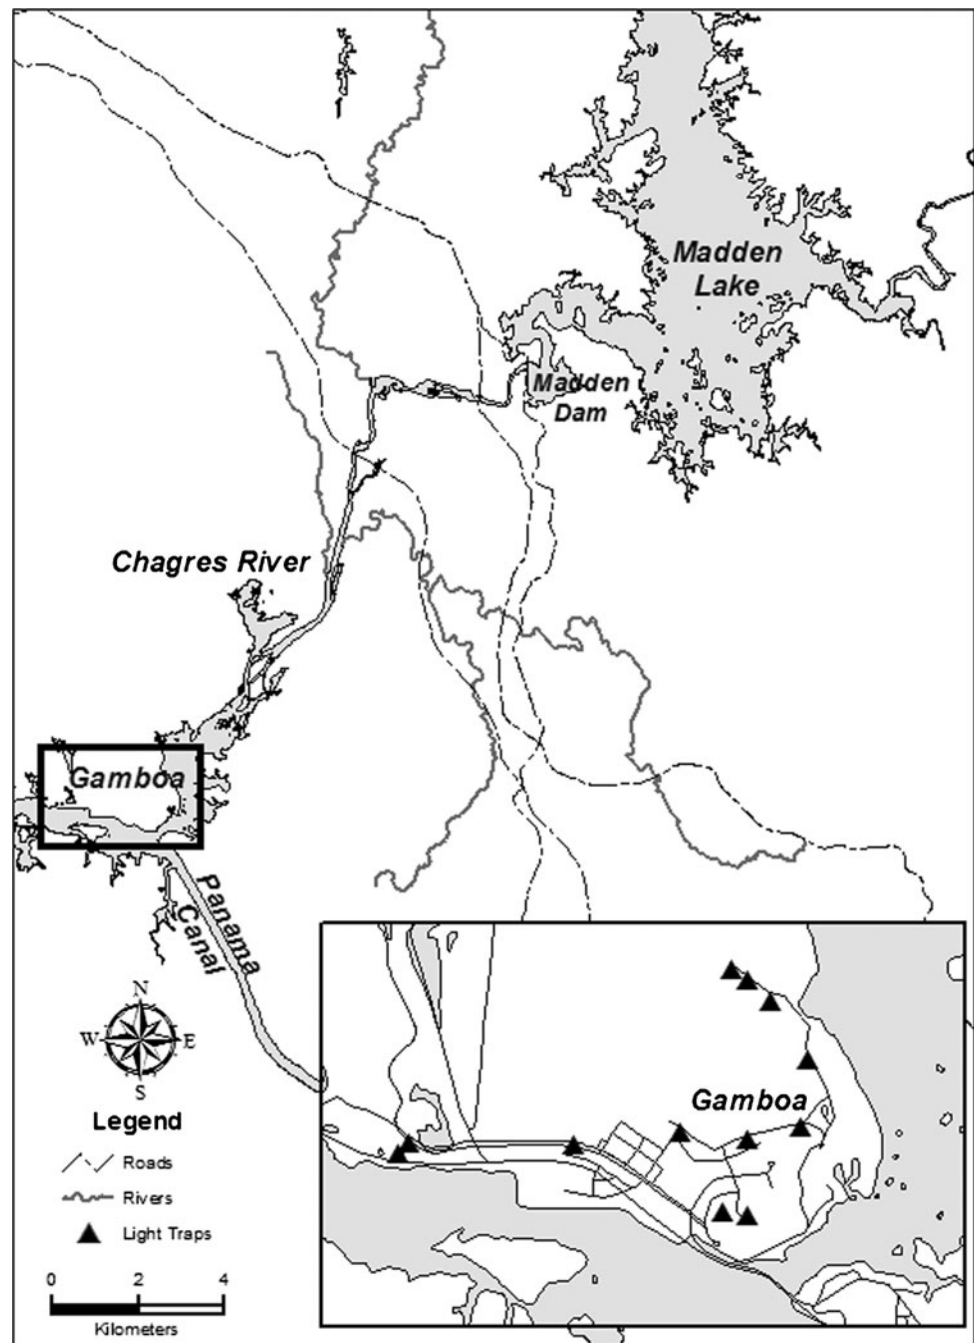 Madden
Lake
Madden
Dam
Chagres River
Gamboa
Panama
Canal
N
W
E
S
Legend
Roads
Rivers
Light Traps
0
2
4
Kilometers
Gamboa